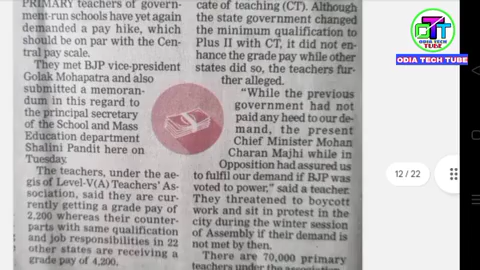 PRIMARY teachers of govern-
ment-run schools have yet again
demanded a pay hike, which
should be on par with the Cen-
tral pay scale.
They met BJP vice-president
Golak Mohapatra and also
submitted a memoran-
dum in this regard to
the principal secretary
of the School and Mass
Education department
Shalini Pandit here on
Tuesday.
The teachers, under the ae-
gis of Level-V(A) Teachers' As-
sociation, said they are cur-
rently getting a grade pay of
2,200 whereas their counter-
parts with same qualification
and job responsibilities in 22
other states are receiving a
grade pay of 4,200.
cate of teaching (CT). Although
the state government changed
the minimum qualification to
Plus II with CT, it did not en-
hance the grade pay while other
states did so, the teachers fur-
ther alleged.
"While the previous
government had not
paid any heed to our de-
mand, the present
Chief Minister Mohan
Charan Majhi while in
Opposition had assured us
to fulfil our demand if BJP was
voted to power," said a teacher.
They threatened to boycott
work and sit in protest in the
city during the winter session
of Assembly if their demand is
not met by then.
There are 70,000 primary
teachers under the association
OTT
ODIA TECH TUBE
ODIA TECH TUBE
12 / 22